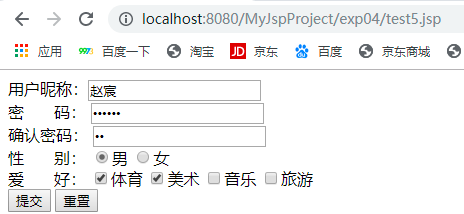 localhost:8080/MyJspProject/exp04/test5.jsp
应用 百度一下 淘宝 JD 京东 百度 京东商城
用户昵称: 赵宸
密 码: ••••••
确认密码: ••
性 别: 男 女
爱 好: 体育 美术 音乐 旅游
提交 重置